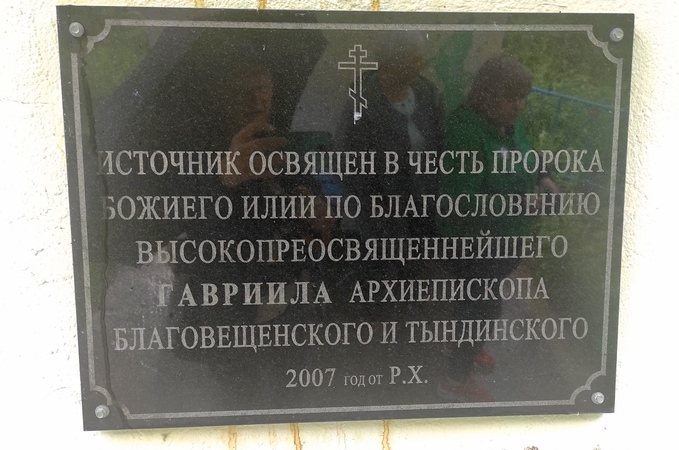 ИСТОЧНИК ОСВЯЩЕН В ЧЕСТЬ ПРОРОКА
БОЖИЕГО ИЛИИ ПО БЛАГОСЛОВЕНИЮ
ВЫСОКОПРЕОСВЯЩЕННЕЙШЕГО
ГАВРИИЛА АРХИЕПИСКОПА
БЛАГОВЕЩЕНСКОГО И ТЫНДИНСКОГО
2007 ГОД ОТ Р.Х.